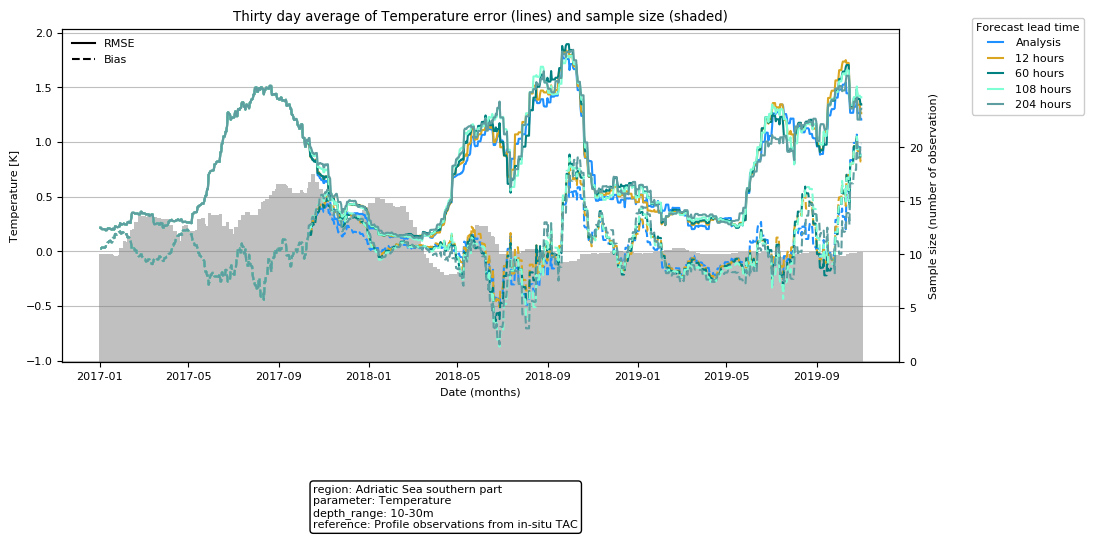 Thirty day average of Temperature error (lines) and sample size (shaded)
Forecast lead time
Analysis
12 hours
60 hours
108 hours
204 hours
RMSE
Bias
Temperature [K]
2.0
1.5
1.0
0.5
0.0
−0.5
−1.0
Sample size (number of observation)
20
15
10
5
0
2017-01 2017-05 2017-09 2018-01 2018-05 2018-09 2019-01 2019-05 2019-09
Date (months)
region: Adriatic Sea southern part
parameter: Temperature
depth_range: 10-30m
reference: Profile observations from in-situ TAC